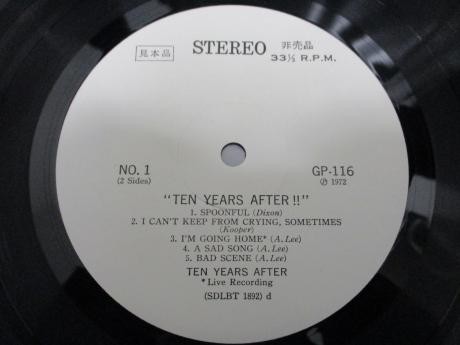 見本品 STEREO 非売品
33⅓ R.P.M.
NO. 1 GP-116
(2 Sides) Ⓟ 1972
"TEN YEARS AFTER!!"
1. SPOONFUL (Dixon)
2. I CAN'T KEEP FROM CRYING, SOMETIMES
(Kooper)
3. I'M GOING HOME* (A. Lee)
4. A SAD SONG (A. Lee)
5. BAD SCENE (A. Lee)
TEN YEARS AFTER
*Live Recording
(SDLBT 1892) d